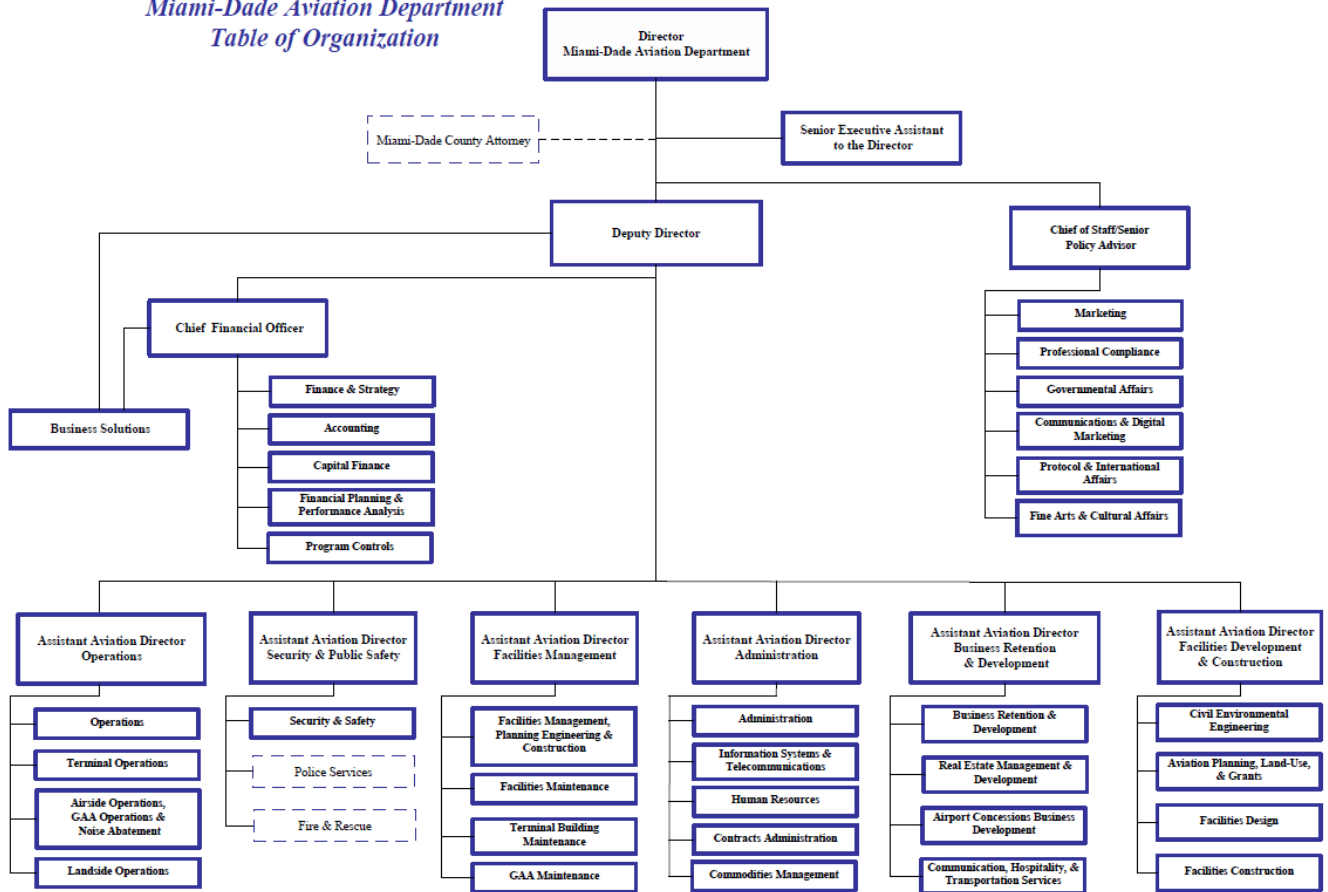 Miami-Dade Aviation Department
Table of Organization
Director
Miami-Dade Aviation Department
Miami-Dade County Attorney
Senior Executive Assistant
to the Director
Deputy Director
Chief of Staff/Senior
Policy Advisor
Chief Financial Officer
Business Solutions
Finance & Strategy
Accounting
Capital Finance
Financial Planning &
Performance Analysis
Program Controls
Marketing
Professional Compliance
Governmental Affairs
Communications & Digital
Marketing
Protocol & International
Affairs
Fine Arts & Cultural Affairs
Assistant Aviation Director
Operations
Operations
Terminal Operations
Airside Operations,
GAA Operations &
Noise Abatement
Landside Operations
Assistant Aviation Director
Security & Public Safety
Security & Safety
Police Services
Fire & Rescue
Assistant Aviation Director
Facilities Management
Facilities Management,
Planning Engineering &
Construction
Facilities Maintenance
Terminal Building
Maintenance
GAA Maintenance
Assistant Aviation Director
Administration
Administration
Information Systems &
Telecommunications
Human Resources
Contracts Administration
Commodities Management
Assistant Aviation Director
Business Retention
& Development
Business Retention &
Development
Real Estate Management &
Development
Airport Concessions Business
Development
Communication, Hospitality, &
Transportation Services
Assistant Aviation Director
Facilities Development
& Construction
Civil Environmental
Engineering
Aviation Planning, Land-Use,
& Grants
Facilities Design
Facilities Construction